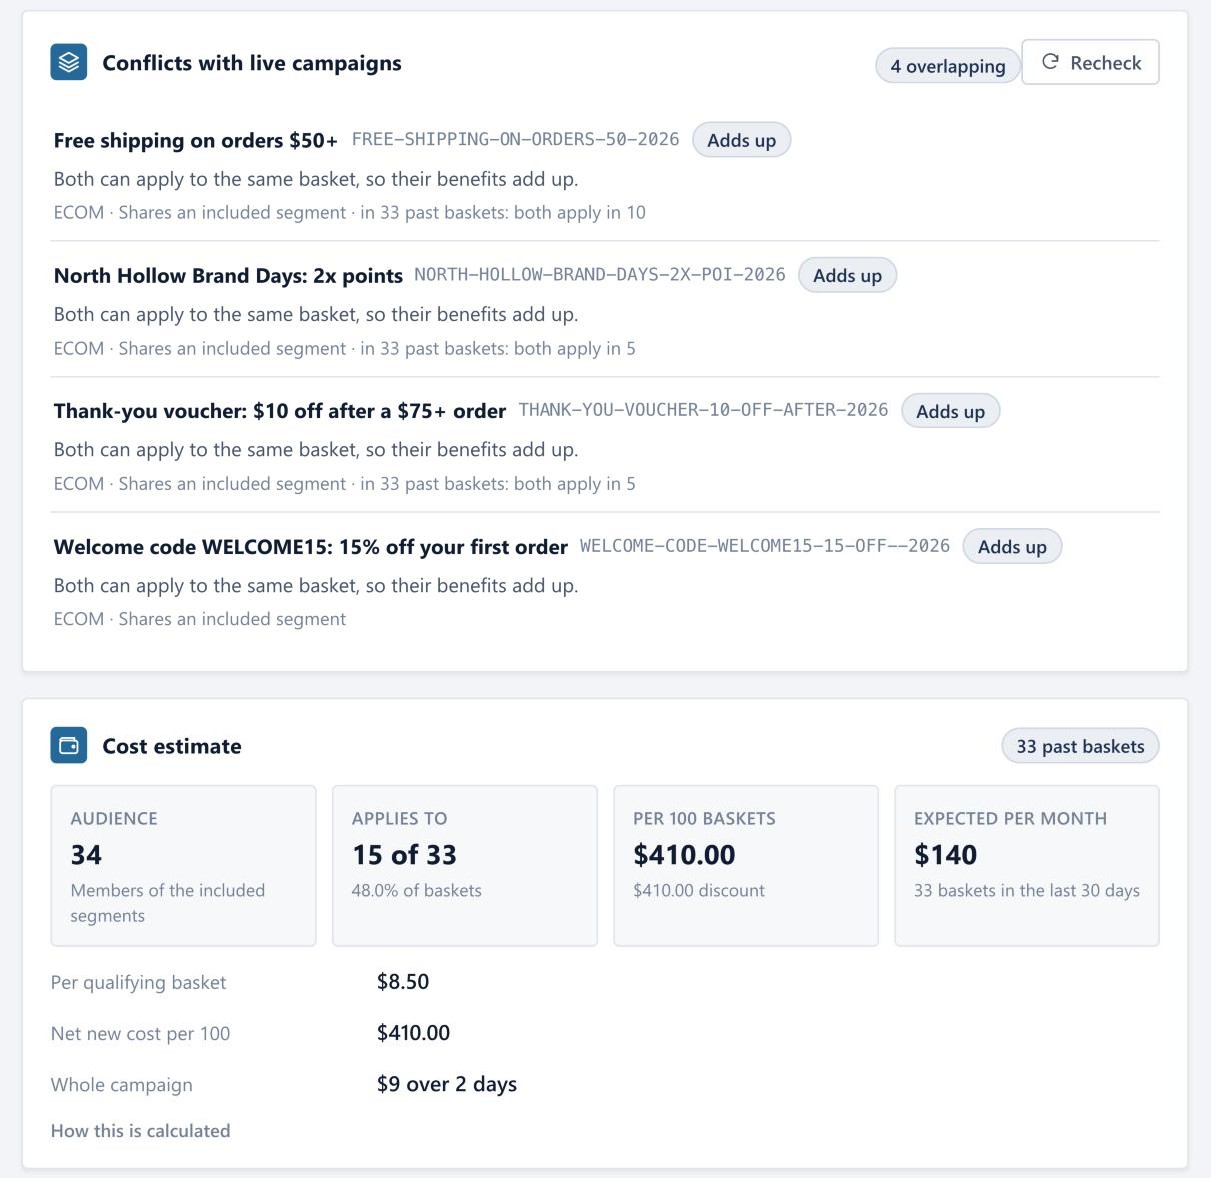 Conflicts with live campaigns
4 overlapping
Recheck
Free shipping on orders $50+ FREE-SHIPPING-ON-ORDERS-50-2026 Adds up
Both can apply to the same basket, so their benefits add up.
ECOM · Shares an included segment · in 33 past baskets: both apply in 10
North Hollow Brand Days: 2x points NORTH-HOLLOW-BRAND-DAYS-2X-POI-2026 Adds up
Both can apply to the same basket, so their benefits add up.
ECOM · Shares an included segment · in 33 past baskets: both apply in 5
Thank-you voucher: $10 off after a $75+ order THANK-YOU-VOUCHER-10-OFF-AFTER-2026 Adds up
Both can apply to the same basket, so their benefits add up.
ECOM · Shares an included segment · in 33 past baskets: both apply in 5
Welcome code WELCOME15: 15% off your first order WELCOME-CODE-WELCOME15-15-OFF--2026 Adds up
Both can apply to the same basket, so their benefits add up.
ECOM · Shares an included segment
Cost estimate
33 past baskets
AUDIENCE
34
Members of the included
segments
APPLIES TO
15 of 33
48.0% of baskets
PER 100 BASKETS
$410.00
$410.00 discount
EXPECTED PER MONTH
$140
33 baskets in the last 30 days
Per qualifying basket $8.50
Net new cost per 100 $410.00
Whole campaign $9 over 2 days
How this is calculated